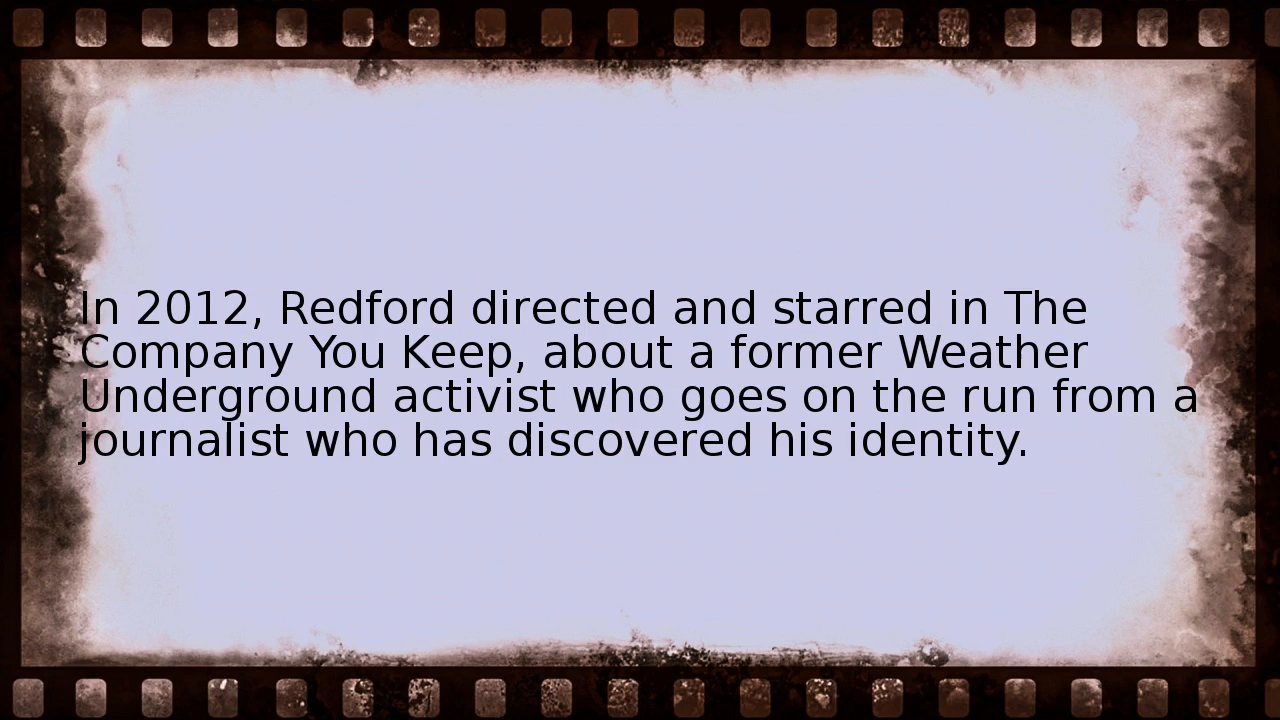 In 2012, Redford directed and starred in The
Company You Keep, about a former Weather
Underground activist who goes on the run from a
journalist who has discovered his identity.